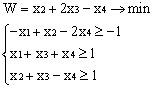 W = x2 + 2x3 − x4 → min
−x1 + x2 − 2x4 ≥ −1
x1 + x3 + x4 ≥ 1
x2 + x3 − x4 ≥ 1